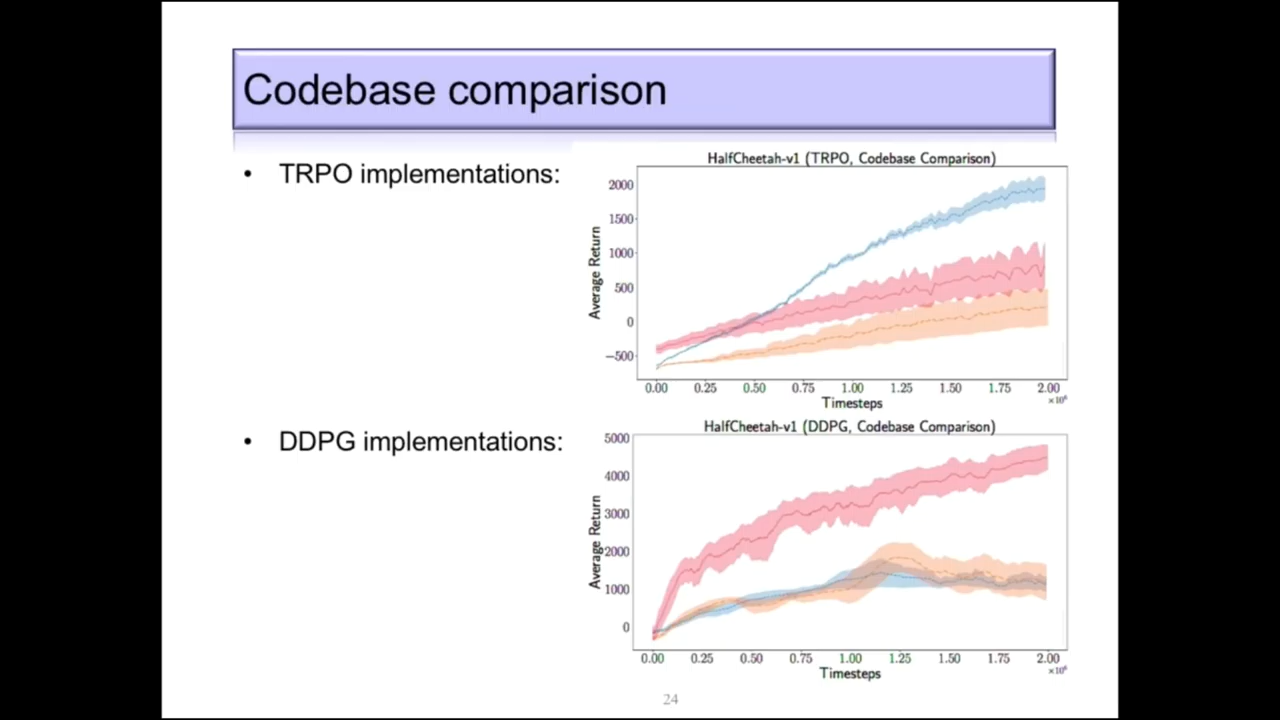 Codebase comparison
• TRPO implementations:
HalfCheetah-v1 (TRPO, Codebase Comparison)
2000
1500
1000
500
0
−500
Average Return
0.00 0.25 0.50 0.75 1.00 1.25 1.50 1.75 2.00
Timesteps
×10⁶
• DDPG implementations:
HalfCheetah-v1 (DDPG, Codebase Comparison)
5000
4000
3000
2000
1000
0
Average Return
0.00 0.25 0.50 0.75 1.00 1.25 1.50 1.75 2.00
Timesteps
×10⁶
24